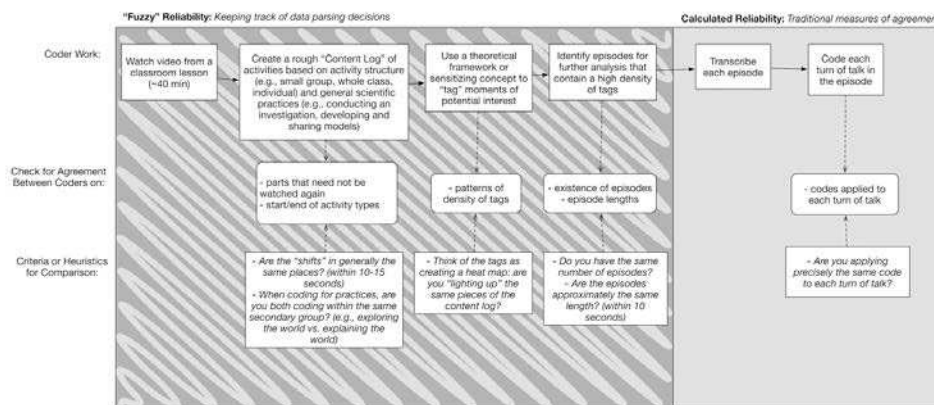 "Fuzzy" Reliability: Keeping track of data parsing decisions
Calculated Reliability: Traditional measures of agreement
Coder Work:
Watch video from a
classroom lesson
(~40 min)
Create a rough "Content Log" of
activities based on activity structure
(e.g., small group, whole class,
individual) and general scientific
practices (e.g., conducting an
investigation, developing and
sharing models)
Use a theoretical
framework or
sensitizing concept to
"tag" moments of
potential interest
Identify episodes for
further analysis that
contain a high density
of tags
Transcribe
each episode
Code each
turn of talk in
the episode
Check for Agreement
Between Coders on:
- parts that need not be
watched again
- start/end of activity types
- patterns of
density of tags
- existence of episodes
- episode lengths
- codes applied to
each turn of talk
Criteria or Heuristics
for Comparison:
- Are the "shifts" in generally the
same places? (within 10-15
seconds)
- When coding for practices, are
you both coding within the same
secondary group? (e.g., exploring
the world vs. explaining the
world)
- Think of the tags as
creating a heat map: are
you "lighting up" the
same pieces of the
content log?
- Do you have the same
number of episodes?
- Are the episodes
approximately the same
length? (within 10
seconds)
- Are you applying
precisely the same code
to each turn of talk?